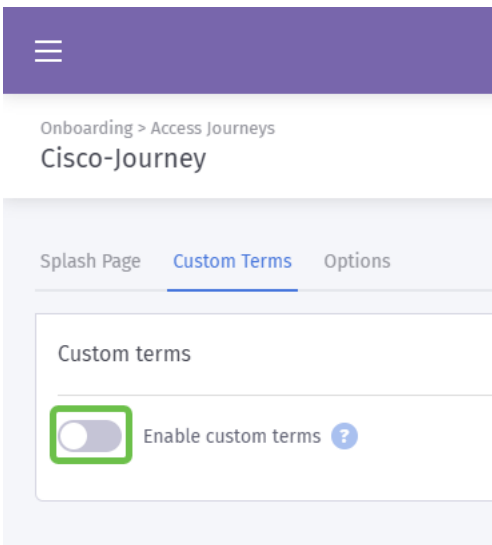 Onboarding > Access Journeys
Cisco-Journey
Splash Page Custom Terms Options
Custom terms
Enable custom terms ?